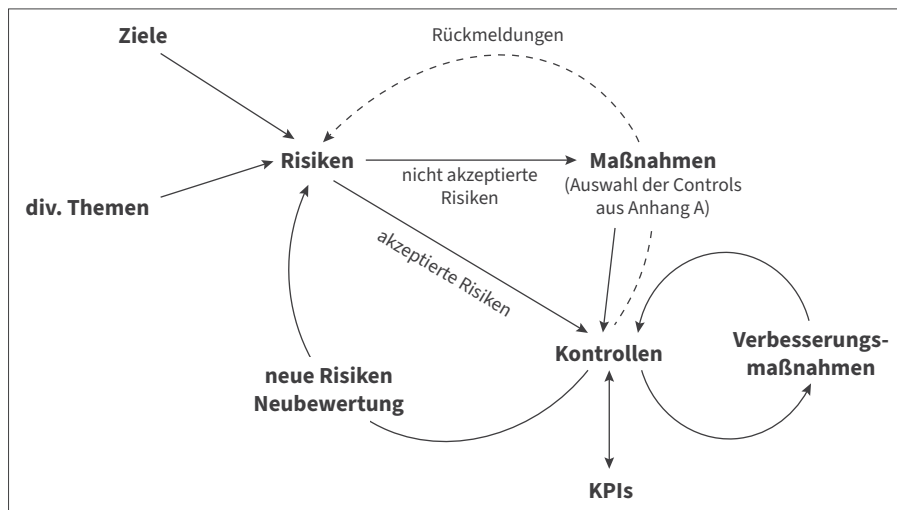 Ziele
Rückmeldungen
Risiken
Maßnahmen
nicht akzeptierte
Risiken
(Auswahl der Controls
aus Anhang A)
div. Themen
akzeptierte Risiken
Kontrollen
Verbesserungs-
maßnahmen
neue Risiken
Neubewertung
KPIs